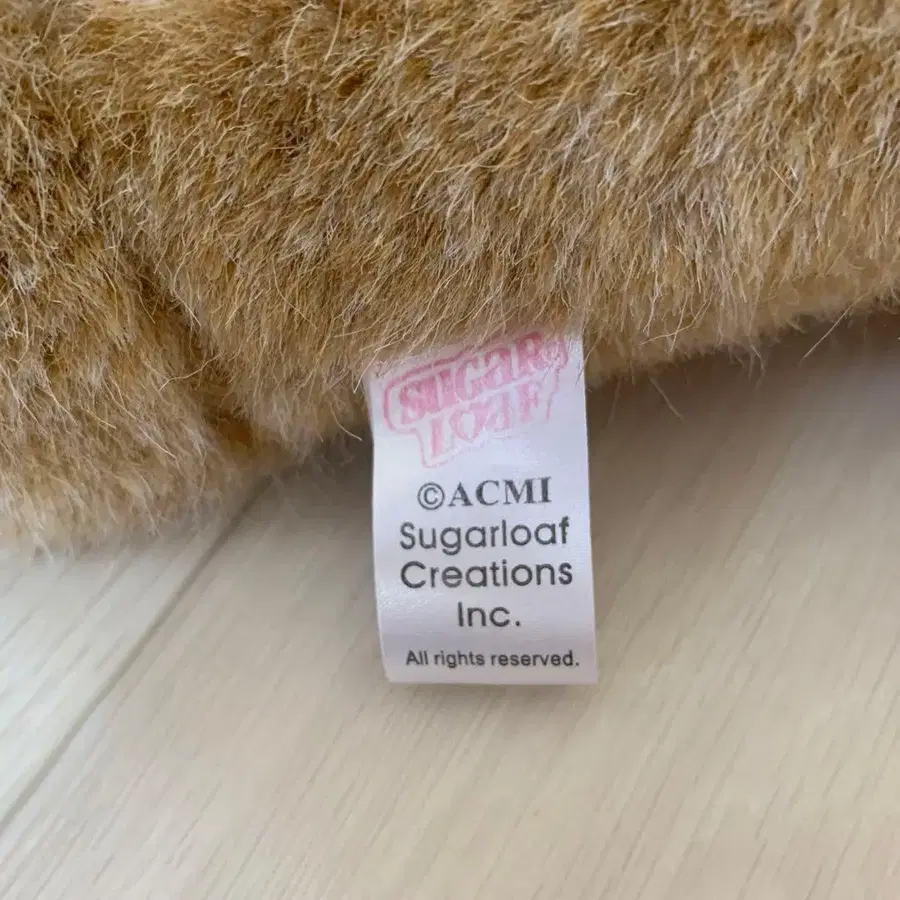 SUGAR
LOAF
©ACMI
Sugarloaf
Creations
Inc.
All rights reserved.